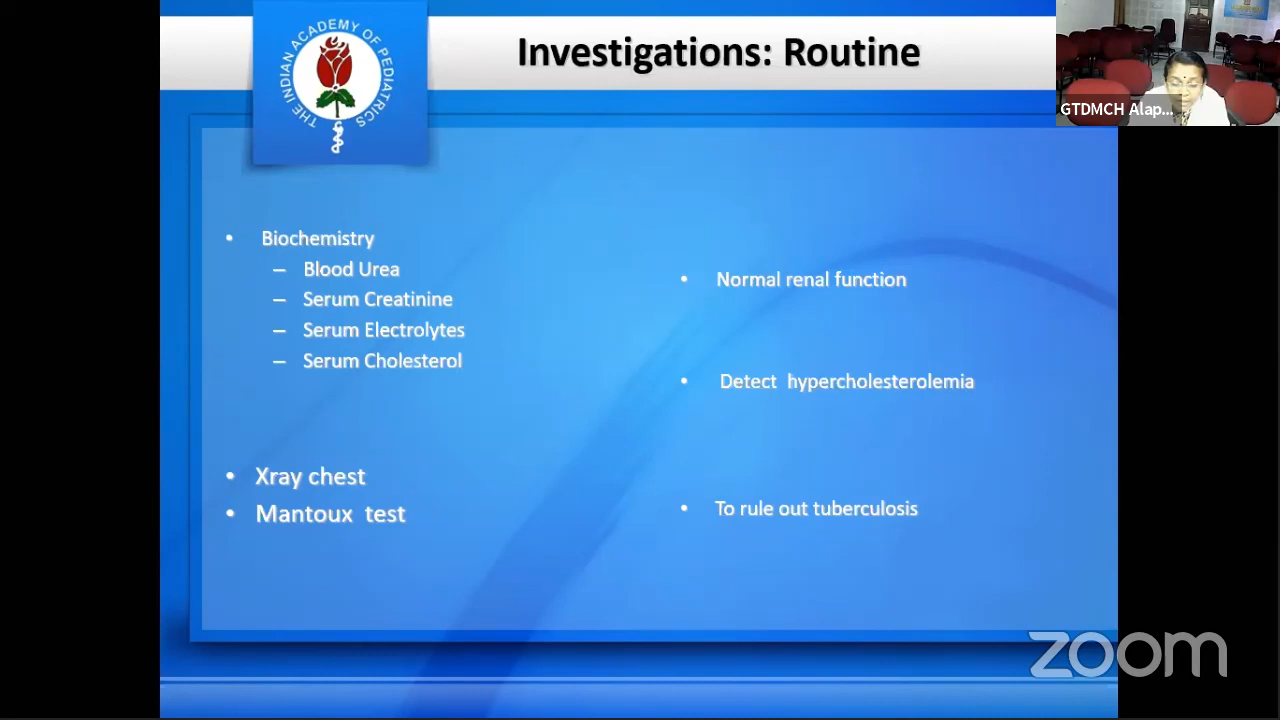 THE INDIAN ACADEMY OF PEDIATRICS
Investigations: Routine
GTDMCH Alap...
• Biochemistry
– Blood Urea
– Serum Creatinine
– Serum Electrolytes
– Serum Cholesterol
• Xray chest
• Mantoux test
• Normal renal function
• Detect hypercholesterolemia
• To rule out tuberculosis
zoom